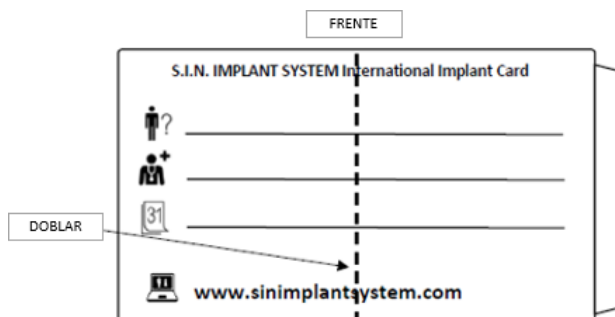 FRENTE
S.I.N. IMPLANT SYSTEM International Implant Card
?
31
DOBLAR
www.sinimplantsystem.com